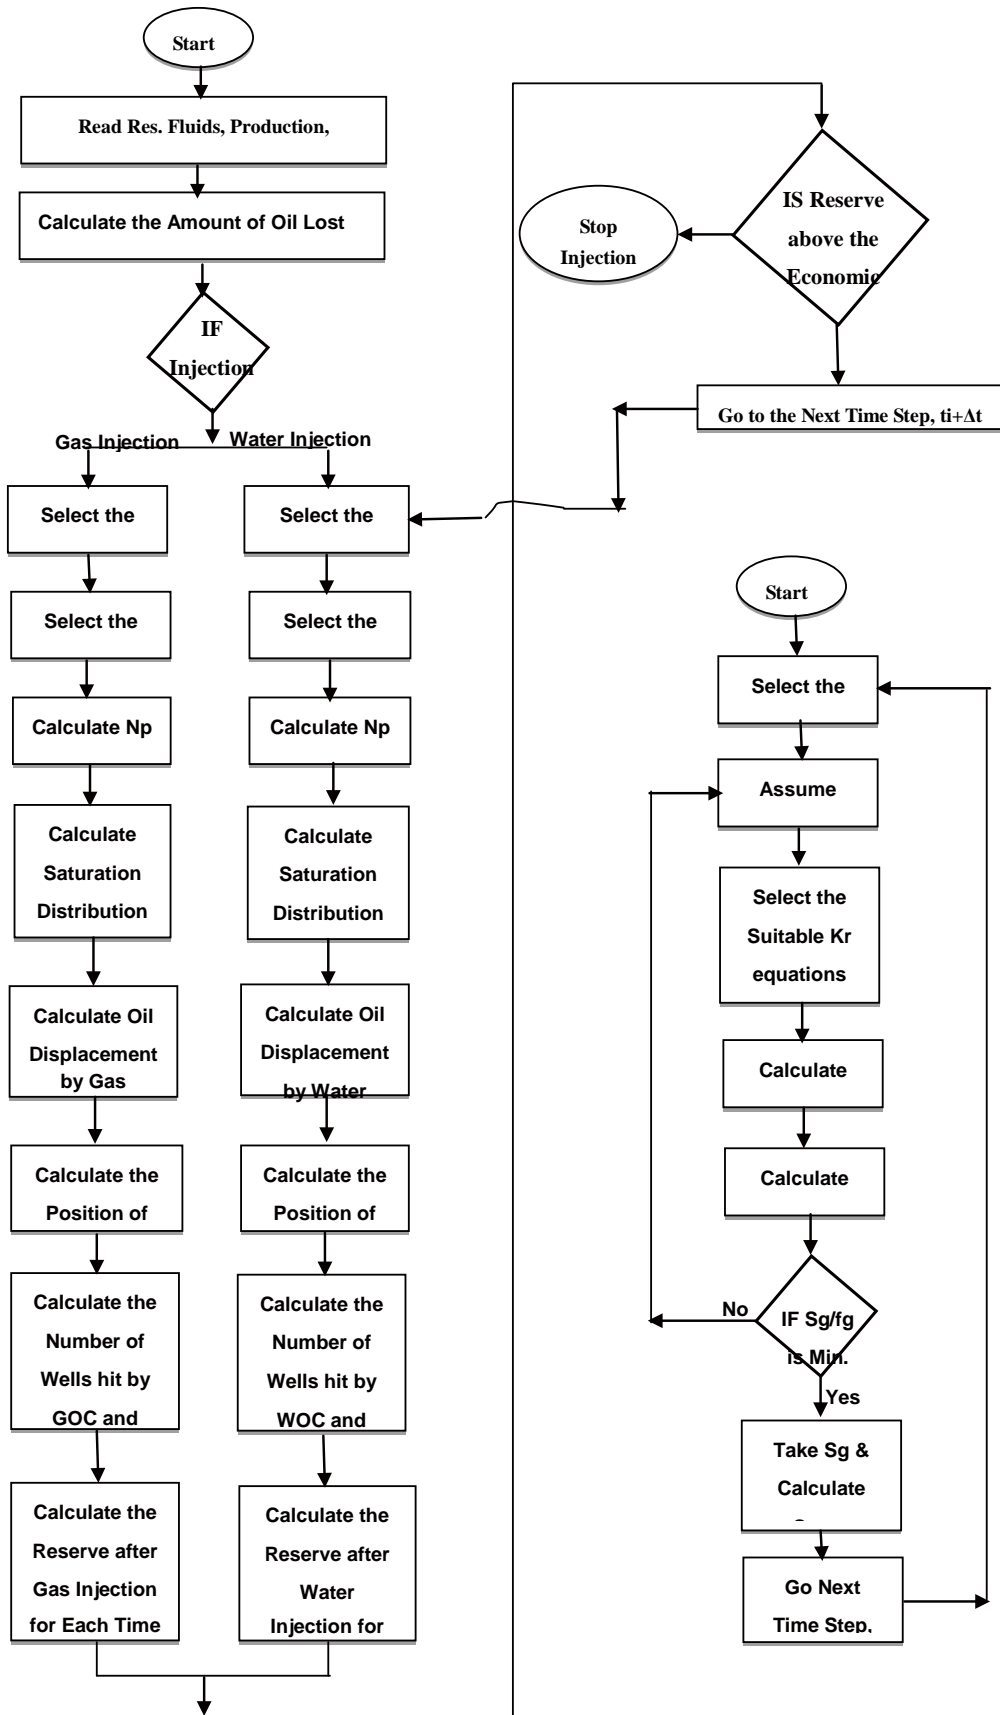 Start
Read Res. Fluids, Production,
Calculate the Amount of Oil Lost
IF
Injection
Gas Injection
Water Injection
Select the
Select the
Calculate Np
Calculate
Saturation
Distribution
Calculate Oil
Displacement
by Gas
Calculate the
Position of
Calculate the
Number of
Wells hit by
GOC and
Calculate the
Reserve after
Gas Injection
for Each Time
Select the
Select the
Calculate Np
Calculate
Saturation
Distribution
Calculate Oil
Displacement
by Water
Calculate the
Position of
Calculate the
Number of
Wells hit by
WOC and
Calculate the
Reserve after
Water
Injection for
IS Reserve
above the
Economic
Stop
Injection
Go to the Next Time Step, ti+Δt
Start
Select the
Assume
Select the
Suitable Kr
equations
Calculate
Calculate
IF Sg/fg
is Min.
No
Yes
Take Sg &
Calculate
Go Next
Time Step,